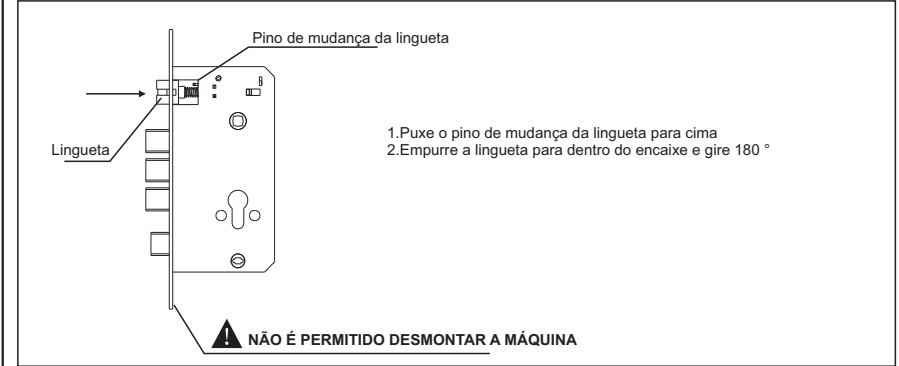 Pino de mudança da lingueta
Lingueta
1.Puxe o pino de mudança da lingueta para cima
2.Empurre a lingueta para dentro do encaixe e gire 180 °
NÃO É PERMITIDO DESMONTAR A MÁQUINA